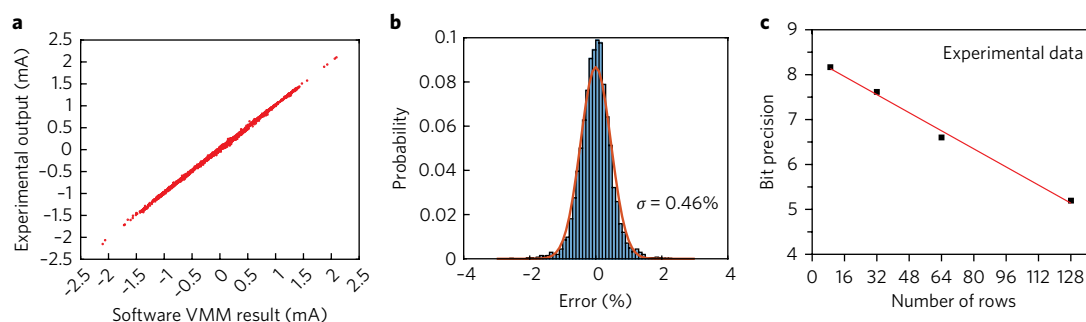 a
2.5
2
1.5
1
0.5
0
−0.5
−1
−1.5
−2
−2.5
Experimental output (mA)
−2.5
−2
−1.5
−1
−0.5
0
0.5
1
1.5
2
2.5
Software VMM result (mA)
b
0.1
0.08
0.06
0.04
0.02
0
Probability
σ = 0.46%
−4 −2 0 2 4
Error (%)
c
9
8
7
6
5
4
Bit precision
Experimental data
0 16 32 48 64 80 96 112 128
Number of rows